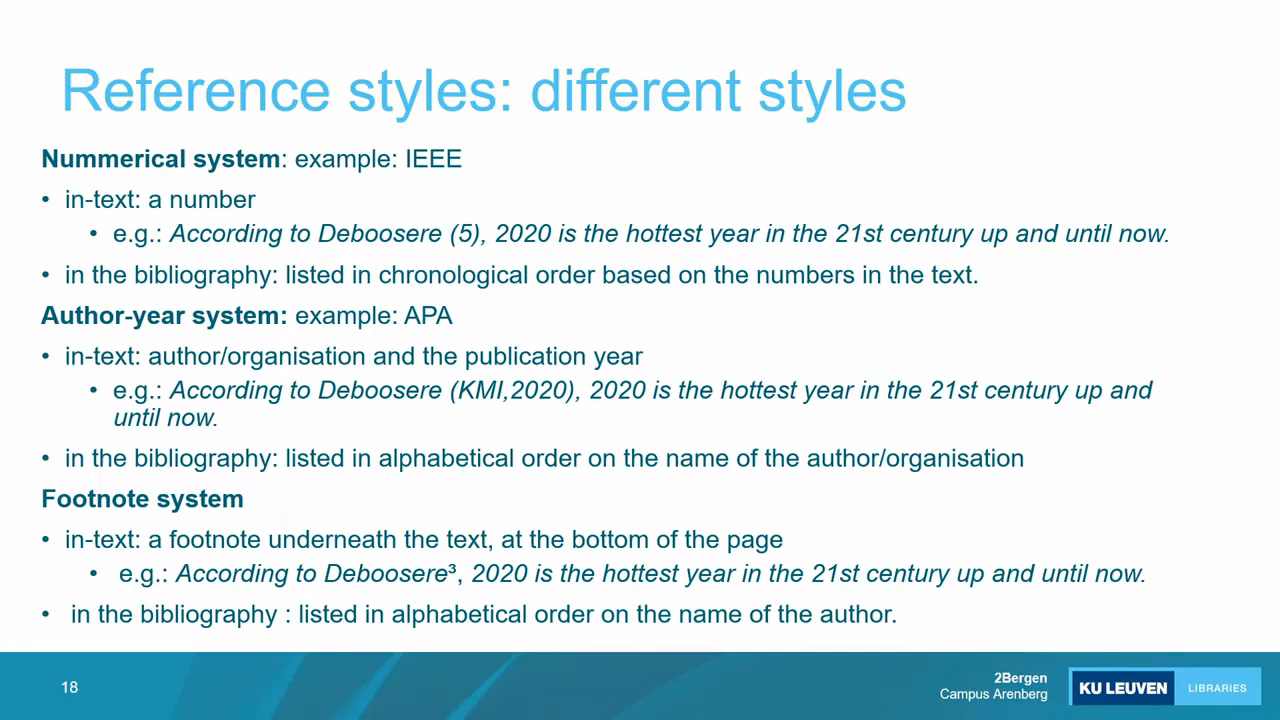 Reference styles: different styles
Nummerical system: example: IEEE
• in-text: a number
• e.g.: According to Deboosere (5), 2020 is the hottest year in the 21st century up and until now.
• in the bibliography: listed in chronological order based on the numbers in the text.
Author-year system: example: APA
• in-text: author/organisation and the publication year
• e.g.: According to Deboosere (KMI,2020), 2020 is the hottest year in the 21st century up and
until now.
• in the bibliography: listed in alphabetical order on the name of the author/organisation
Footnote system
• in-text: a footnote underneath the text, at the bottom of the page
• e.g.: According to Deboosere³, 2020 is the hottest year in the 21st century up and until now.
• in the bibliography : listed in alphabetical order on the name of the author.
18
2Bergen
Campus Arenberg
KU LEUVEN LIBRARIES